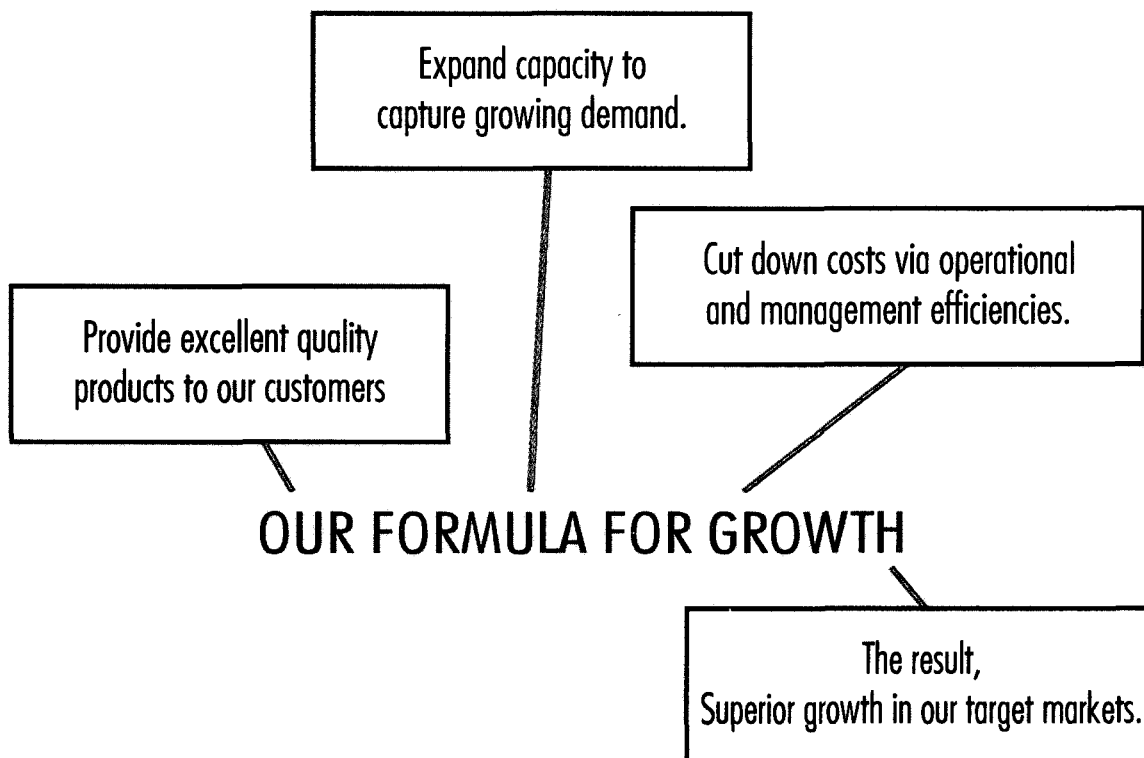 Expand capacity to
capture growing demand.
Cut down costs via operational
and management efficiencies.
Provide excellent quality
products to our customers
OUR FORMULA FOR GROWTH
The result,
Superior growth in our target markets.